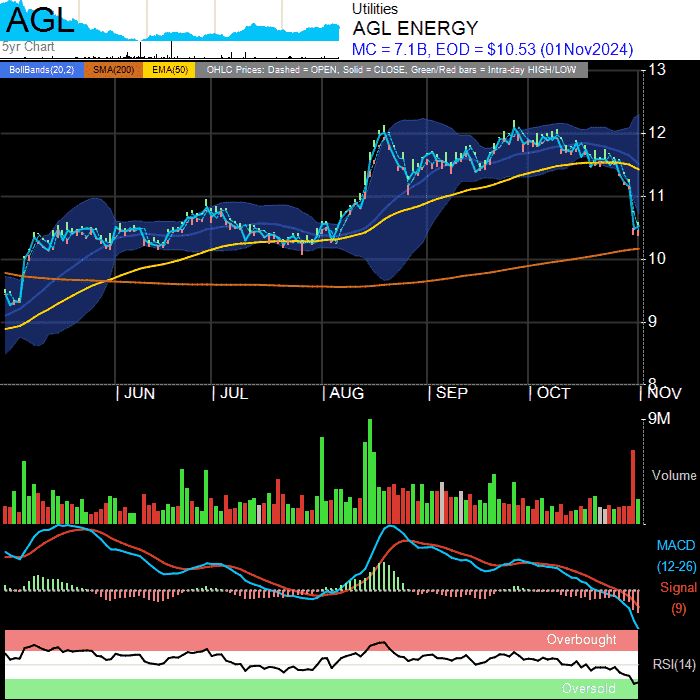 AGL
5yr Chart
Utilities
AGL ENERGY
MC = 7.1B, EOD = $10.53 (01Nov2024)
BollBands(20,2) SMA(200) EMA(50) OHLC Prices: Dashed = OPEN, Solid = CLOSE, Green/Red bars = Intra-day HIGH/LOW
13
12
11
10
9
8
JUN JUL AUG SEP OCT NOV
9M
Volume
MACD
(12-26)
Signal
(9)
Overbought
RSI(14)
Oversold